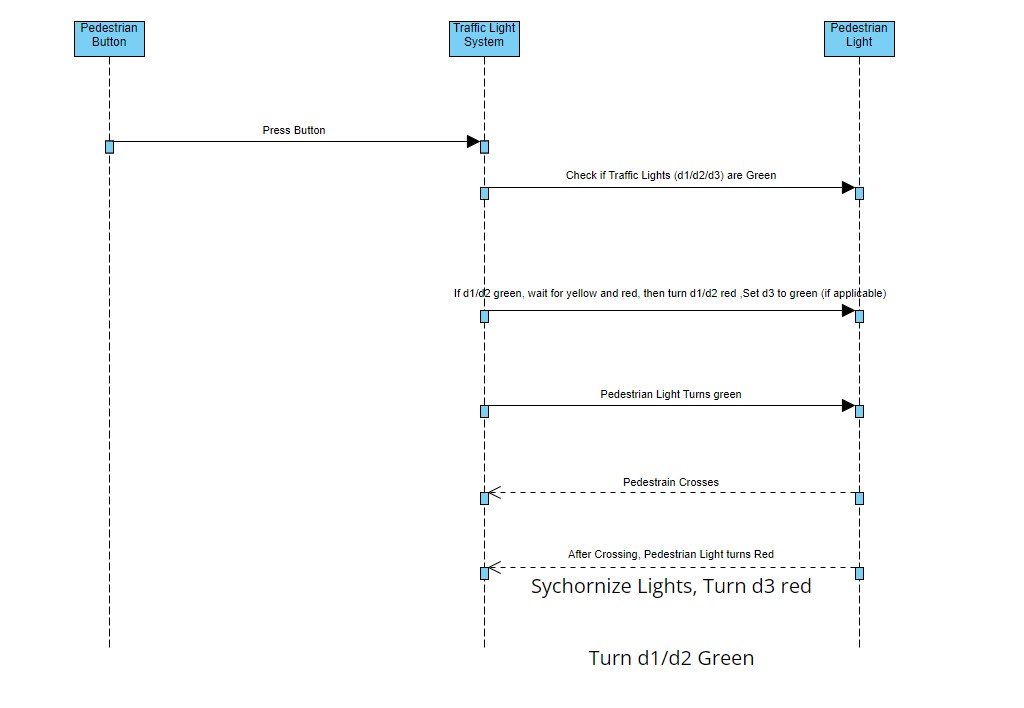 Pedestrian
Button
Traffic Light
System
Pedestrian
Light
Press Button
Check if Traffic Lights (d1/d2/d3) are Green
If d1/d2 green, wait for yellow and red, then turn d1/d2 red ,Set d3 to green (if applicable)
Pedestrian Light Turns green
Pedestrain Crosses
After Crossing, Pedestrian Light turns Red
Sychornize Lights, Turn d3 red
Turn d1/d2 Green